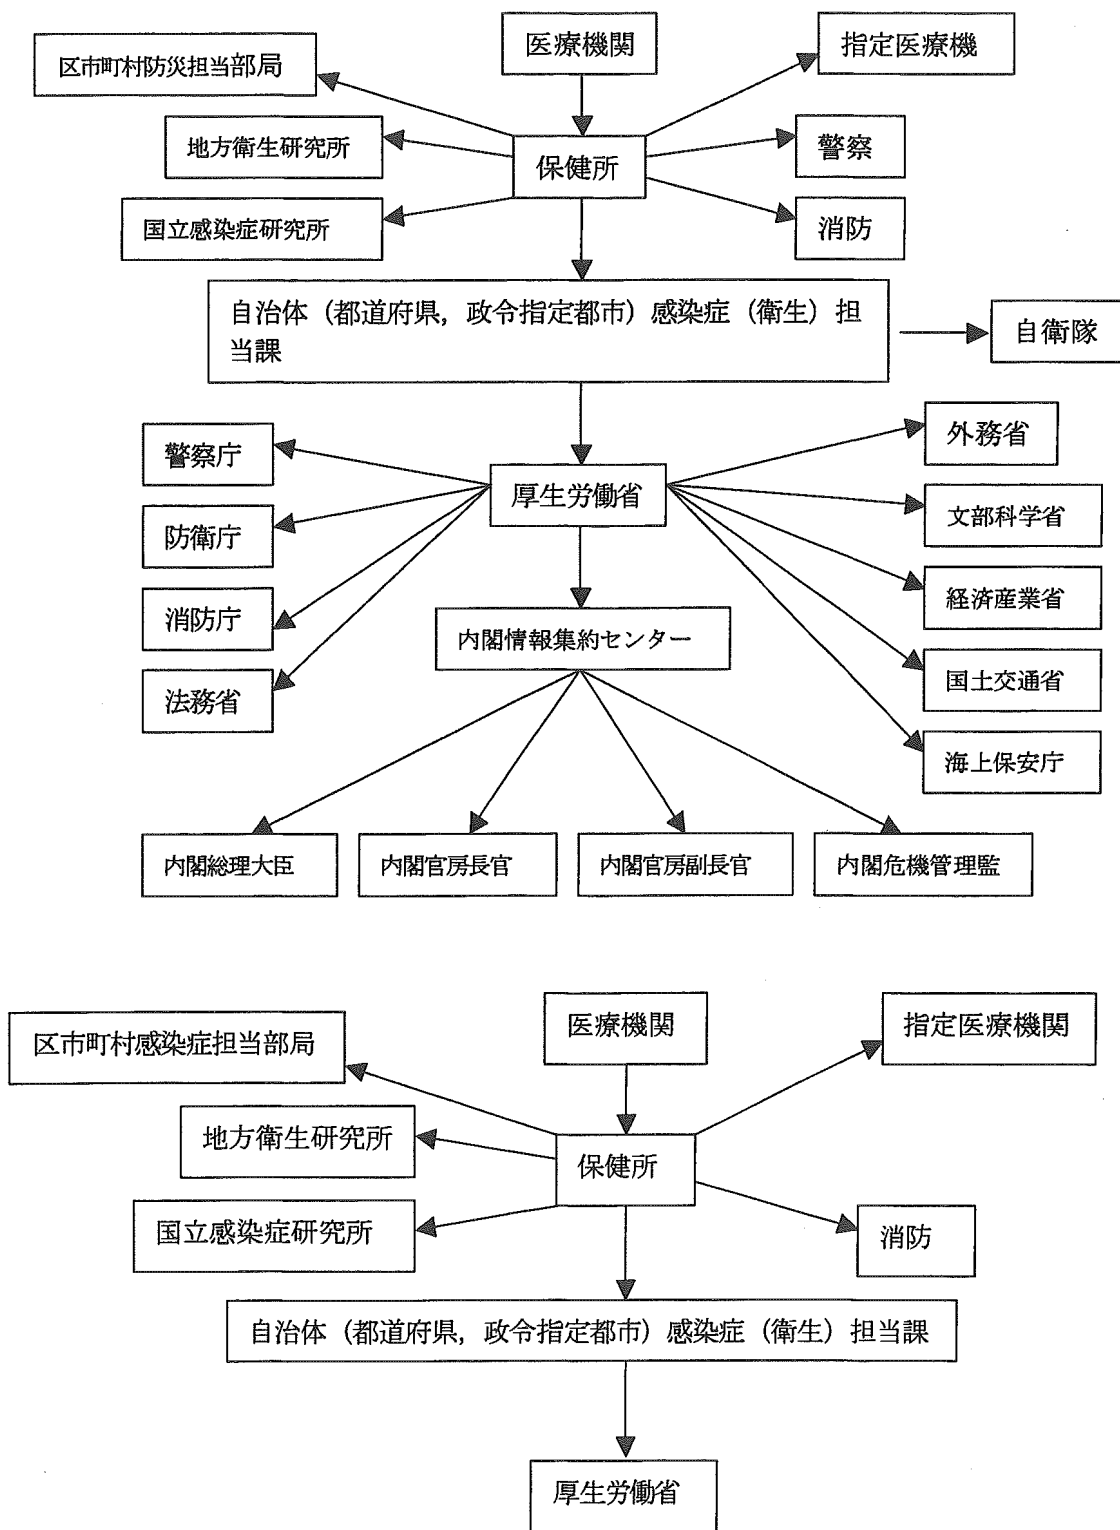 医療機関
指定医療機
区市町村防災担当部局
地方衛生研究所
保健所
警察
国立感染症研究所
消防
自治体（都道府県，政令指定都市）感染症（衛生）担
当課
自衛隊
警察庁
外務省
厚生労働省
防衛庁
文部科学省
消防庁
経済産業省
内閣情報集約センター
法務省
国土交通省
海上保安庁
内閣総理大臣
内閣官房長官
内閣官房副長官
内閣危機管理監
医療機関
指定医療機関
区市町村感染症担当部局
地方衛生研究所
保健所
国立感染症研究所
消防
自治体（都道府県，政令指定都市）感染症（衛生）担当課
厚生労働省